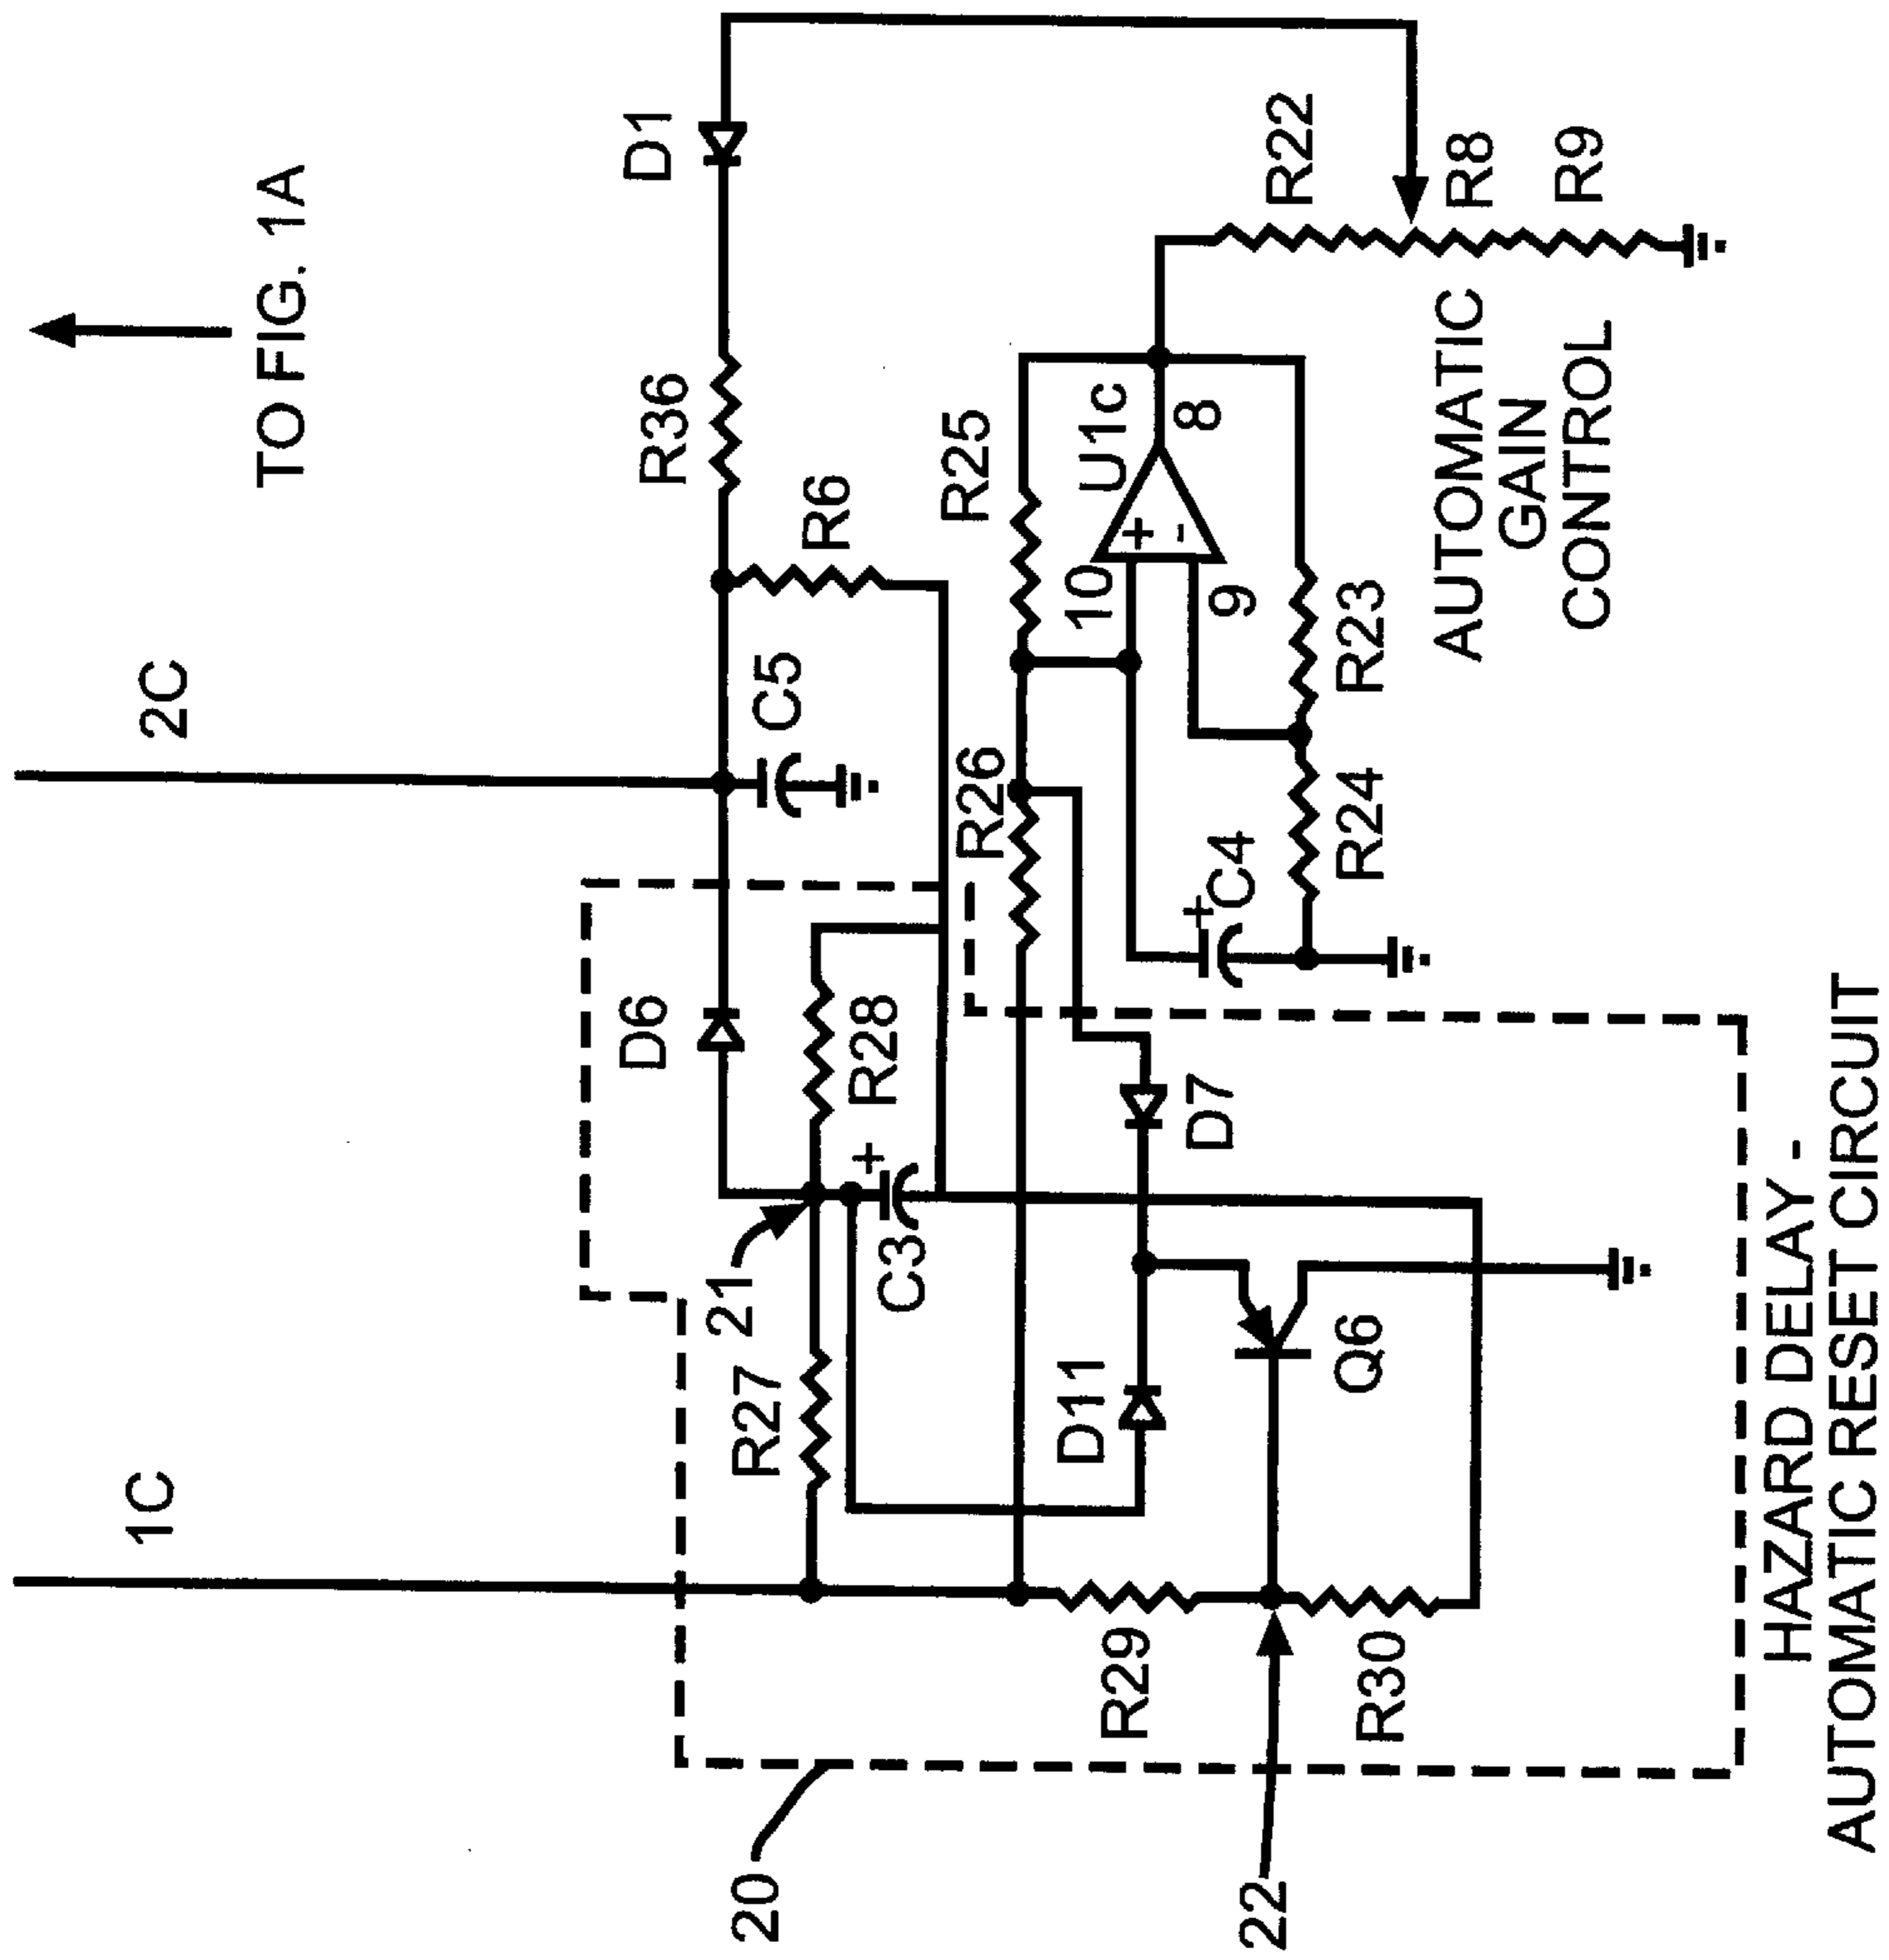 TO FIG. 1A
1C
2C
D6
D1
R36
21
R27
R28
C5
R6
C3
+
R26
R25
D11
D7
10
U1c
+
-
8
9
+
C4
R22
R29
Q6
R24
R23
R8
R30
R9
20
22
AUTOMATIC
GAIN
CONTROL
HAZARD DELAY -
AUTOMATIC RESET CIRCUIT